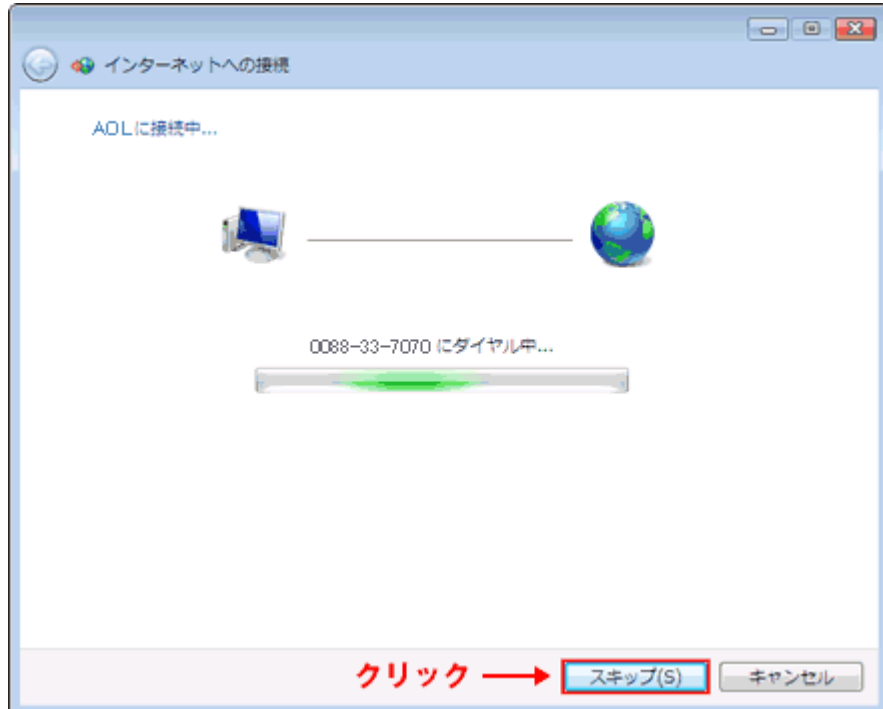 インターネットへの接続
AOLに接続中...
0088-33-7070 にダイヤル中...
クリック
スキップ(S)
キャンセル